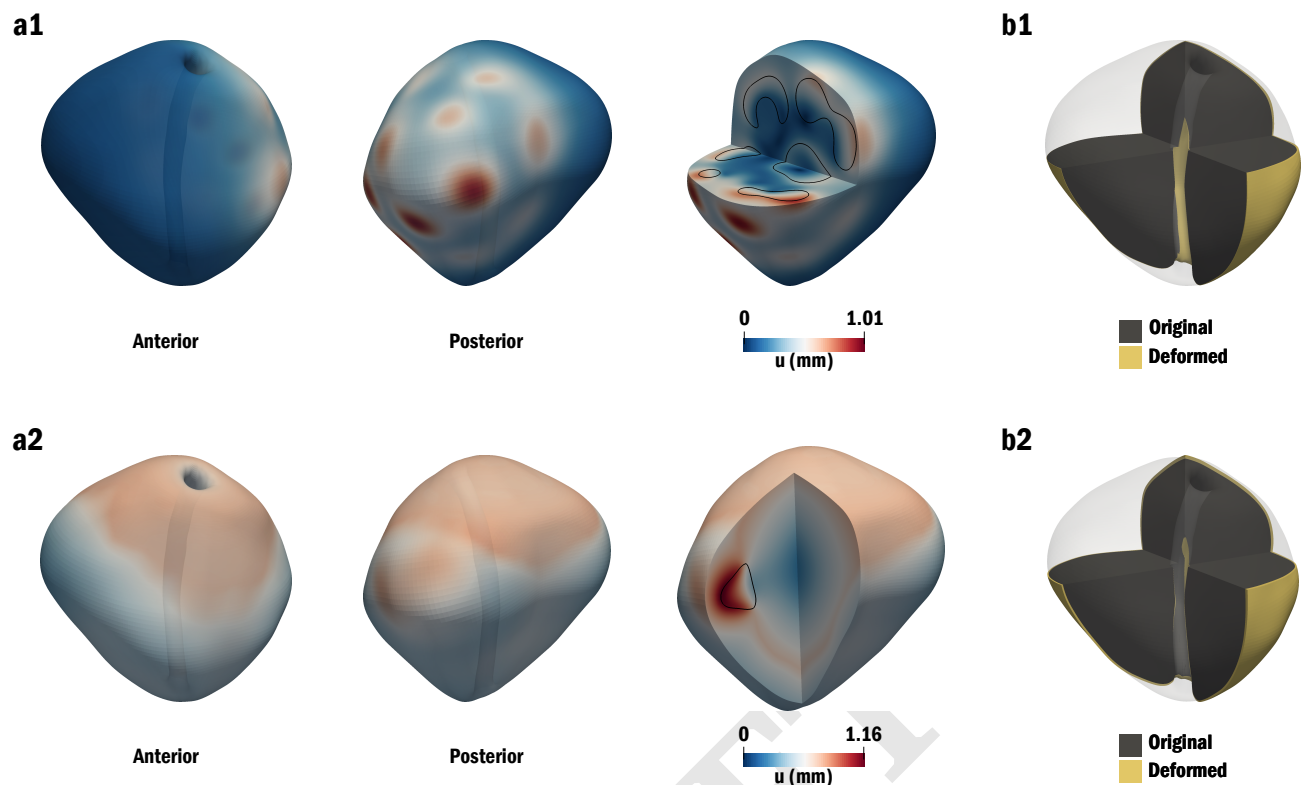 a1
b1
Anterior
Posterior
0 1.01
u (mm)
Original
Deformed
a2
b2
Anterior
Posterior
0 1.16
u (mm)
Original
Deformed